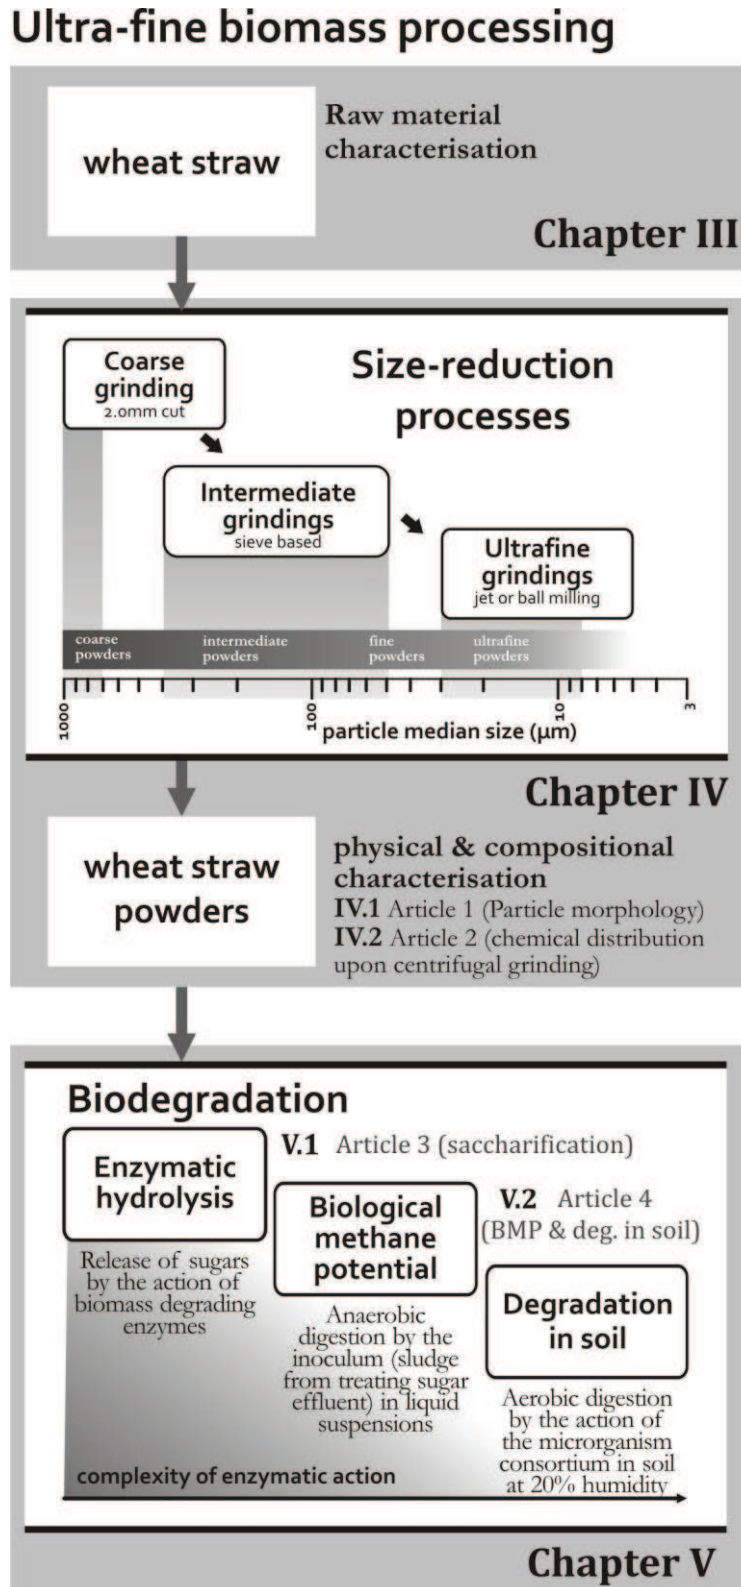 Ultra-fine biomass processing
wheat straw
Raw material
characterisation
Chapter III
Coarse
grinding
2.0mm cut
Size-reduction
processes
Intermediate
grindings
sieve based
Ultrafine
grindings
jet or ball milling
coarse
powders
intermediate
powders
fine
powders
ultrafine
powders
1000
100
10
3
particle median size (µm)
Chapter IV
wheat straw
powders
physical & compositional
characterisation
IV.1 Article 1 (Particle morphology)
IV.2 Article 2 (chemical distribution
upon centrifugal grinding)
Biodegradation
V.1 Article 3 (saccharification)
Enzymatic
hydrolysis
Release of sugars
by the action of
biomass degrading
enzymes
V.2 Article 4
(BMP & deg. in soil)
Biological
methane
potential
Anaerobic
digestion by the
inoculum (sludge
from treating sugar
effluent) in liquid
suspensions
Degradation
in soil
Aerobic digestion
by the action of
the microrganism
consortium in soil
at 20% humidity
complexity of enzymatic action
Chapter V